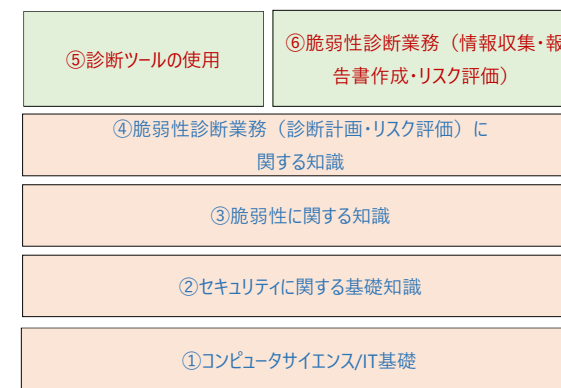 ⑤診断ツールの使用
⑥脆弱性診断業務（情報収集・報
告書作成・リスク評価）
④脆弱性診断業務（診断計画・リスク評価）に
関する知識
③脆弱性に関する知識
②セキュリティに関する基礎知識
①コンピュータサイエンス/IT基礎